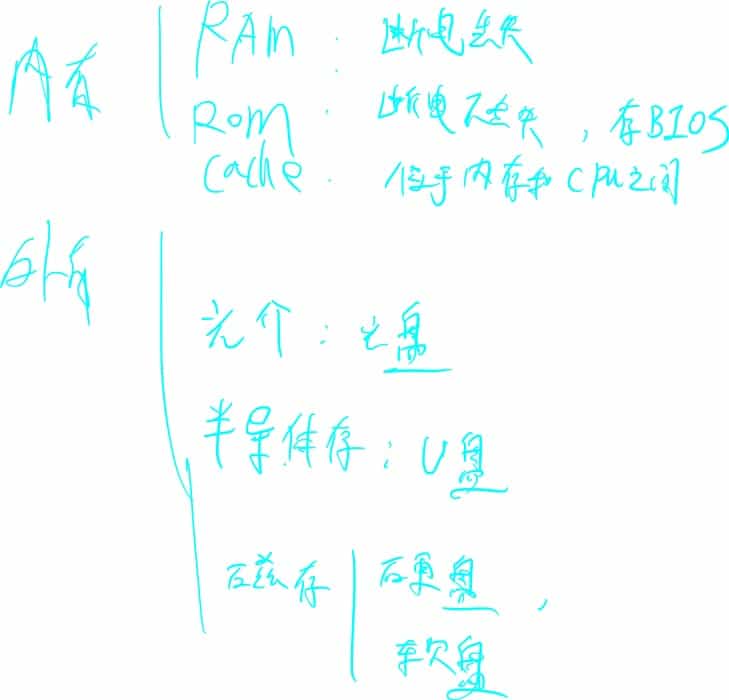 内存
RAM : 断电丢失
ROM : 断电不丢失 , 存BIOS
Cache : 位于内存和CPU之间
外存
光介 : 光盘
半导体存 : U盘
磁存
硬盘 ,
软盘